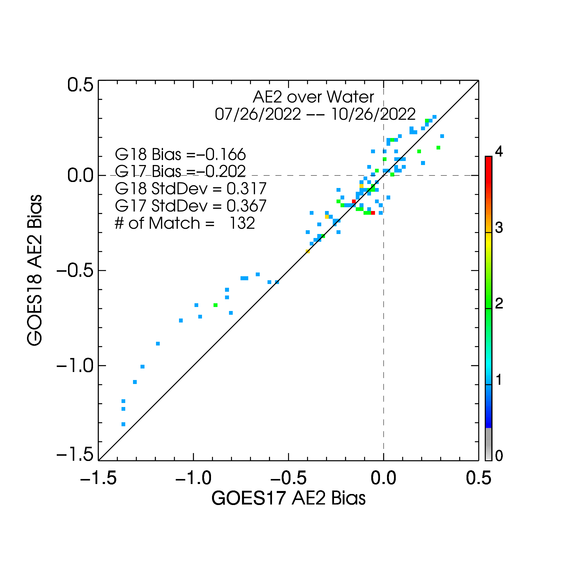 AE2 over Water
07/26/2022 −− 10/26/2022
G18 Bias =−0.166
G17 Bias =−0.202
G18 StdDev = 0.317
G17 StdDev = 0.367
# of Match = 132
0.5
0.0
−0.5
−1.0
−1.5
GOES18 AE2 Bias
−1.5 −1.0 −0.5 0.0 0.5
GOES17 AE2 Bias
4
3
2
1
0